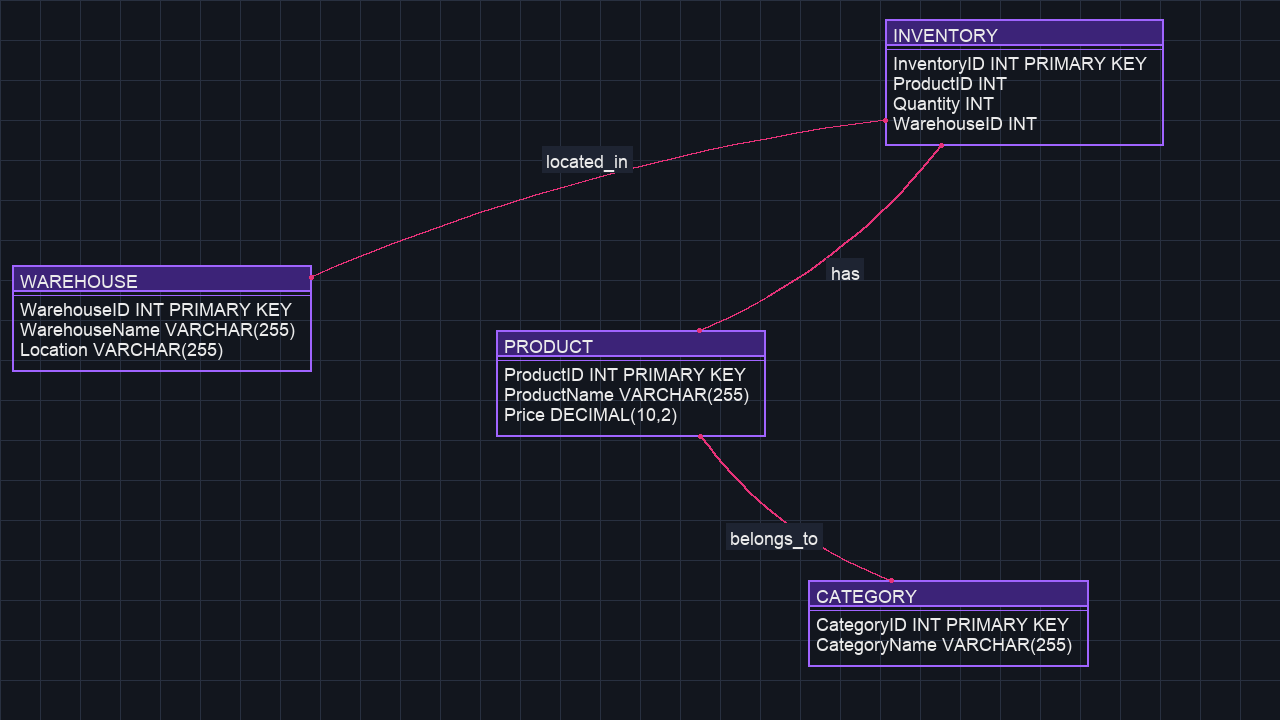 INVENTORY
InventoryID INT PRIMARY KEY
ProductID INT
Quantity INT
WarehouseID INT
located_in
has
WAREHOUSE
WarehouseID INT PRIMARY KEY
WarehouseName VARCHAR(255)
Location VARCHAR(255)
PRODUCT
ProductID INT PRIMARY KEY
ProductName VARCHAR(255)
Price DECIMAL(10,2)
belongs_to
CATEGORY
CategoryID INT PRIMARY KEY
CategoryName VARCHAR(255)